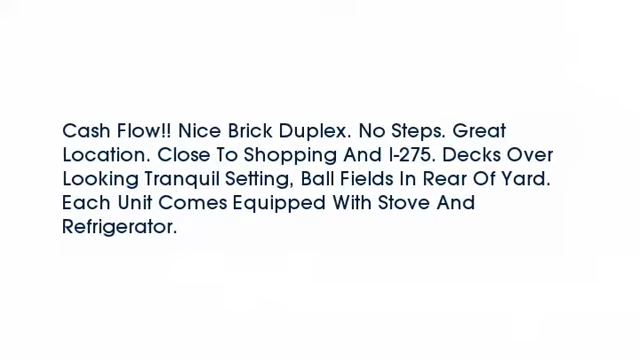 Cash Flow!! Nice Brick Duplex. No Steps. Great
Location. Close To Shopping And I-275. Decks Over
Looking Tranquil Setting, Ball Fields In Rear Of Yard.
Each Unit Comes Equipped With Stove And
Refrigerator.